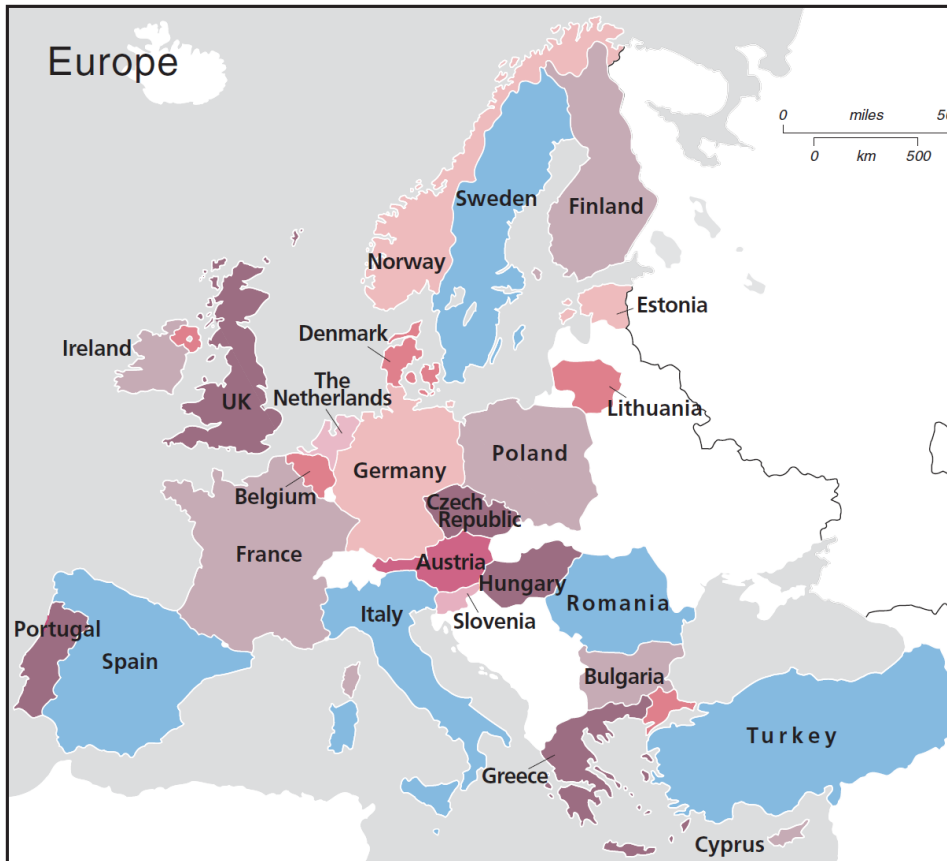 Europe
0 miles 50
0 km 500
Sweden
Finland
Norway
Estonia
Denmark
Ireland
The
Netherlands
UK
Lithuania
Poland
Germany
Belgium
Czech
Republic
France
Austria
Hungary
Romania
Italy
Slovenia
Portugal
Spain
Bulgaria
Turkey
Greece
Cyprus